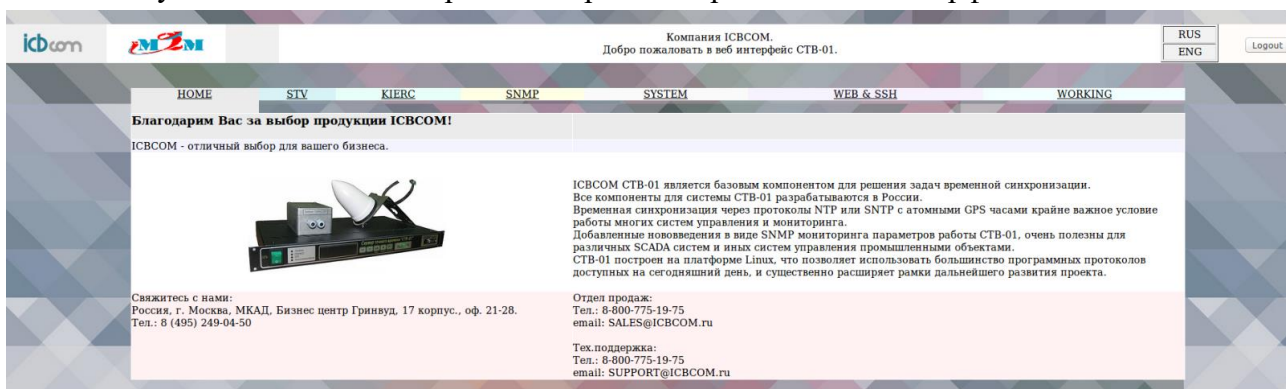 icbcom
M2M
Компания ICBCOM.
Добро пожаловать в веб интерфейс СТВ-01.
RUS
ENG
Logout
HOME STV KIERC SNMP SYSTEM WEB & SSH WORKING
Благодарим Вас за выбор продукции ICBCOM!
ICBCOM - отличный выбор для вашего бизнеса.
ICBCOM СТВ-01 является базовым компонентом для решения задач временной синхронизации.
Все компоненты для системы СТВ-01 разрабатываются в России.
Временная синхронизация через протоколы NTP или SNTP с атомными GPS часами крайне важное условие
работы многих систем управления и мониторинга.
Добавленные нововведения в виде SNMP мониторинга параметров работы СТВ-01, очень полезны для
различных SCADA систем и иных систем управления промышленными объектами.
СТВ-01 построен на платформе Linux, что позволяет использовать большинство программных протоколов
доступных на сегодняшний день, и существенно расширяет рамки дальнейшего развития проекта.
Свяжитесь с нами:
Россия, г. Москва, МКАД, Бизнес центр Гринвуд, 17 корпус., оф. 21-28.
Тел.: 8 (495) 249-04-50
Отдел продаж:
Тел.: 8-800-775-19-75
email: SALES@ICBCOM.ru
Тех.поддержка:
Тел.: 8-800-775-19-75
email: SUPPORT@ICBCOM.ru